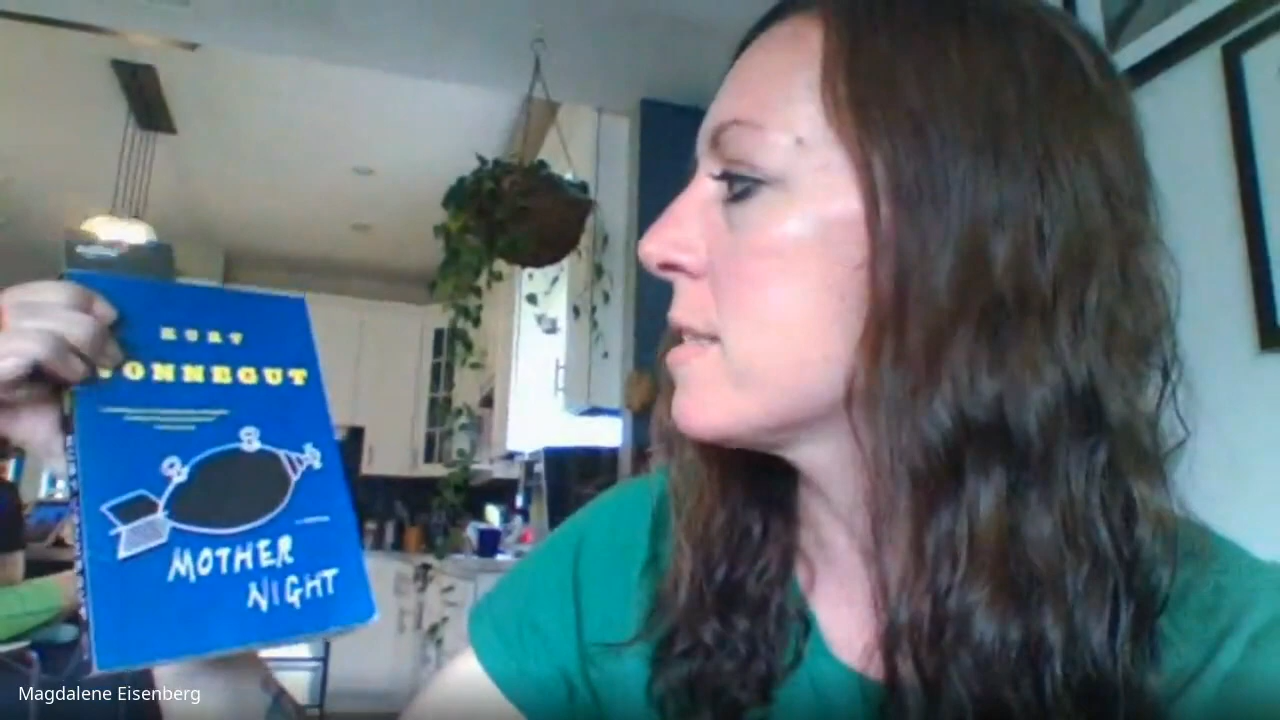 KURT
VONNEGUT
MOTHER
NIGHT
Magdalene Eisenberg